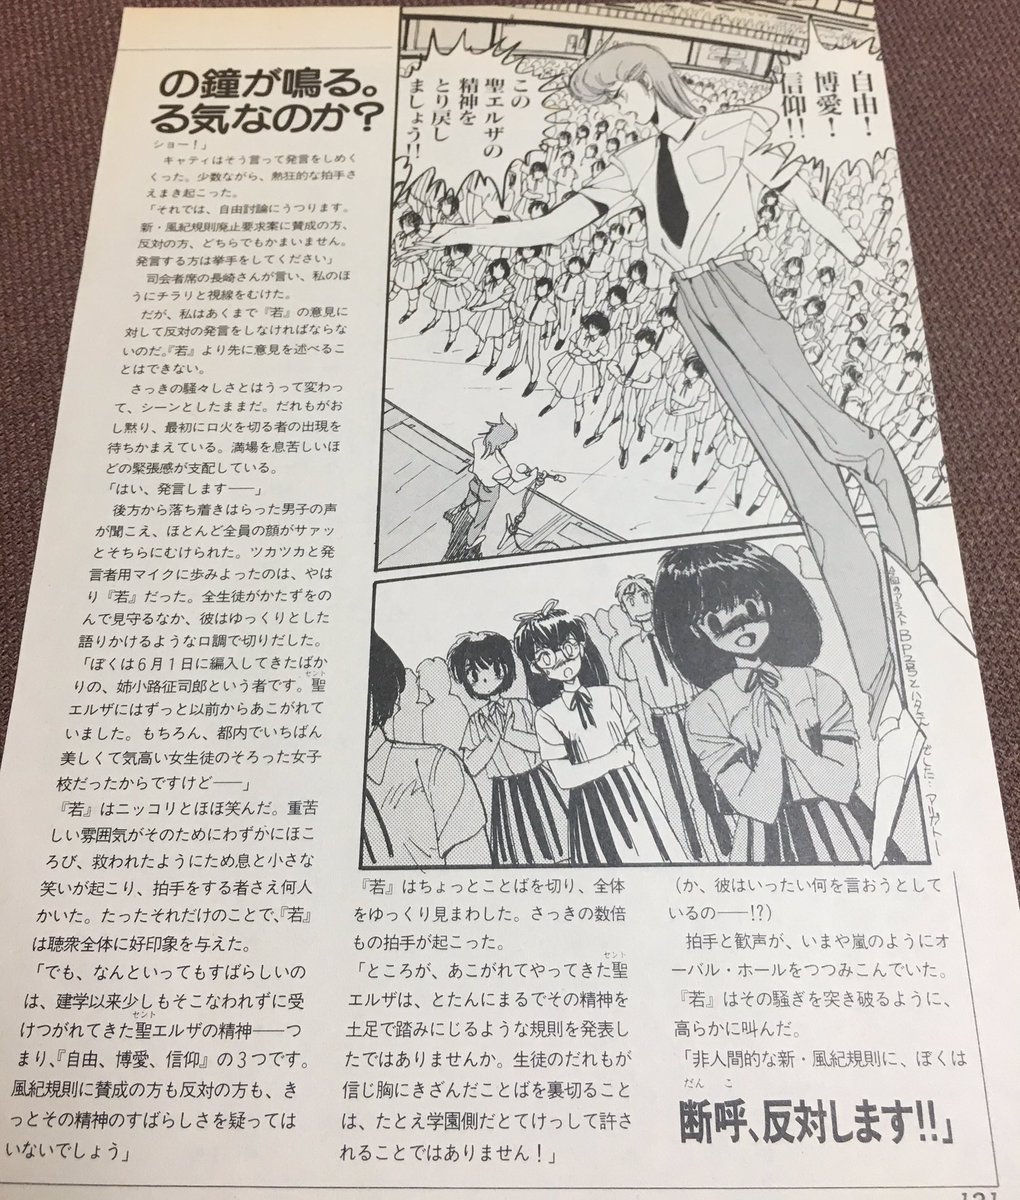 の鐘が鳴る。
る気なのか?
ショー!」
キャティはそう言って発言をしめく
くった。少数ながら、熱狂的な拍手さ
えまき起こった。
「それでは、自由討論にうつります。
新・風紀規則廃止要求案に賛成の方、
反対の方、どちらでもかまいません。
発言する方は挙手をしてください」
司会者席の長崎さんが言い、私のほ
うにチラリと視線をむけた。
だが、私はあくまで『若』の意見に
対して反対の発言をしなければならな
いのだ。『若』より先に意見を述べるこ
とはできない。
さっきの騒々しさとはうって変わっ
て、シーンとしたままだ。だれもがお
し黙り、最初に口火を切る者の出現を
待ちかまえている。満場を息苦しいほ
どの緊張感が支配している。
「はい、発言します――」
後方から落ち着きはらった男子の声
が聞こえ、ほとんど全員の顔がサァッ
とそちらにむけられた。ツカツカと発
言者用マイクに歩みよったのは、やは
り『若』だった。全生徒がかたずをの
んで見守るなか、彼はゆっくりとした
語りかけるような口調で切りだした。
「ぼくは6月1日に編入してきたばか
りの、姉小路征司郎という者です。聖
セント
エルザにはずっと以前からあこがれて
いました。もちろん、都内でいちばん
美しくて気高い女生徒のそろった女子
校だったからですけど――」
『若』はニッコリとほほ笑んだ。重苦
しい雰囲気がそのためにわずかにほこ
ろび、救われたようにため息と小さな
笑いが起こり、拍手をする者さえ何人
かいた。たったそれだけのことで、『若』
は聴衆全体に好印象を与えた。
「でも、なんといってもすばらしいの
は、建学以来少しもそこなわれずに受
けつがれてきた聖エルザの精神――つ
セント
まり、『自由、博愛、信仰』の3つです。
風紀規則に賛成の方も反対の方も、き
っとその精神のすばらしさを疑っては
いないでしょう」
自由!
博愛!
信仰!!
この
聖エルザの
精神を
とり戻し
ましょう!!
『若』はちょっとことばを切り、全体
をゆっくり見まわした。さっきの数倍
もの拍手が起こった。
「ところが、あこがれてやってきた聖
セント
エルザは、とたんにまるでその精神を
土足で踏みにじるような規則を発表し
たではありませんか。生徒のだれもが
信じ胸にきざんだことばを裏切ること
は、たとえ学園側だとてけっして許さ
れることではありません!」
(か、彼はいったい何を言おうとして
いるの――!?)
拍手と歓声が、いまや嵐のようにオ
ーバル・ホールをつつみこんでいた。
『若』はその騒ぎを突き破るように、
高らかに叫んだ。
「非人間的な新・風紀規則に、ぼくは
だんこ
断呼、反対します!!」